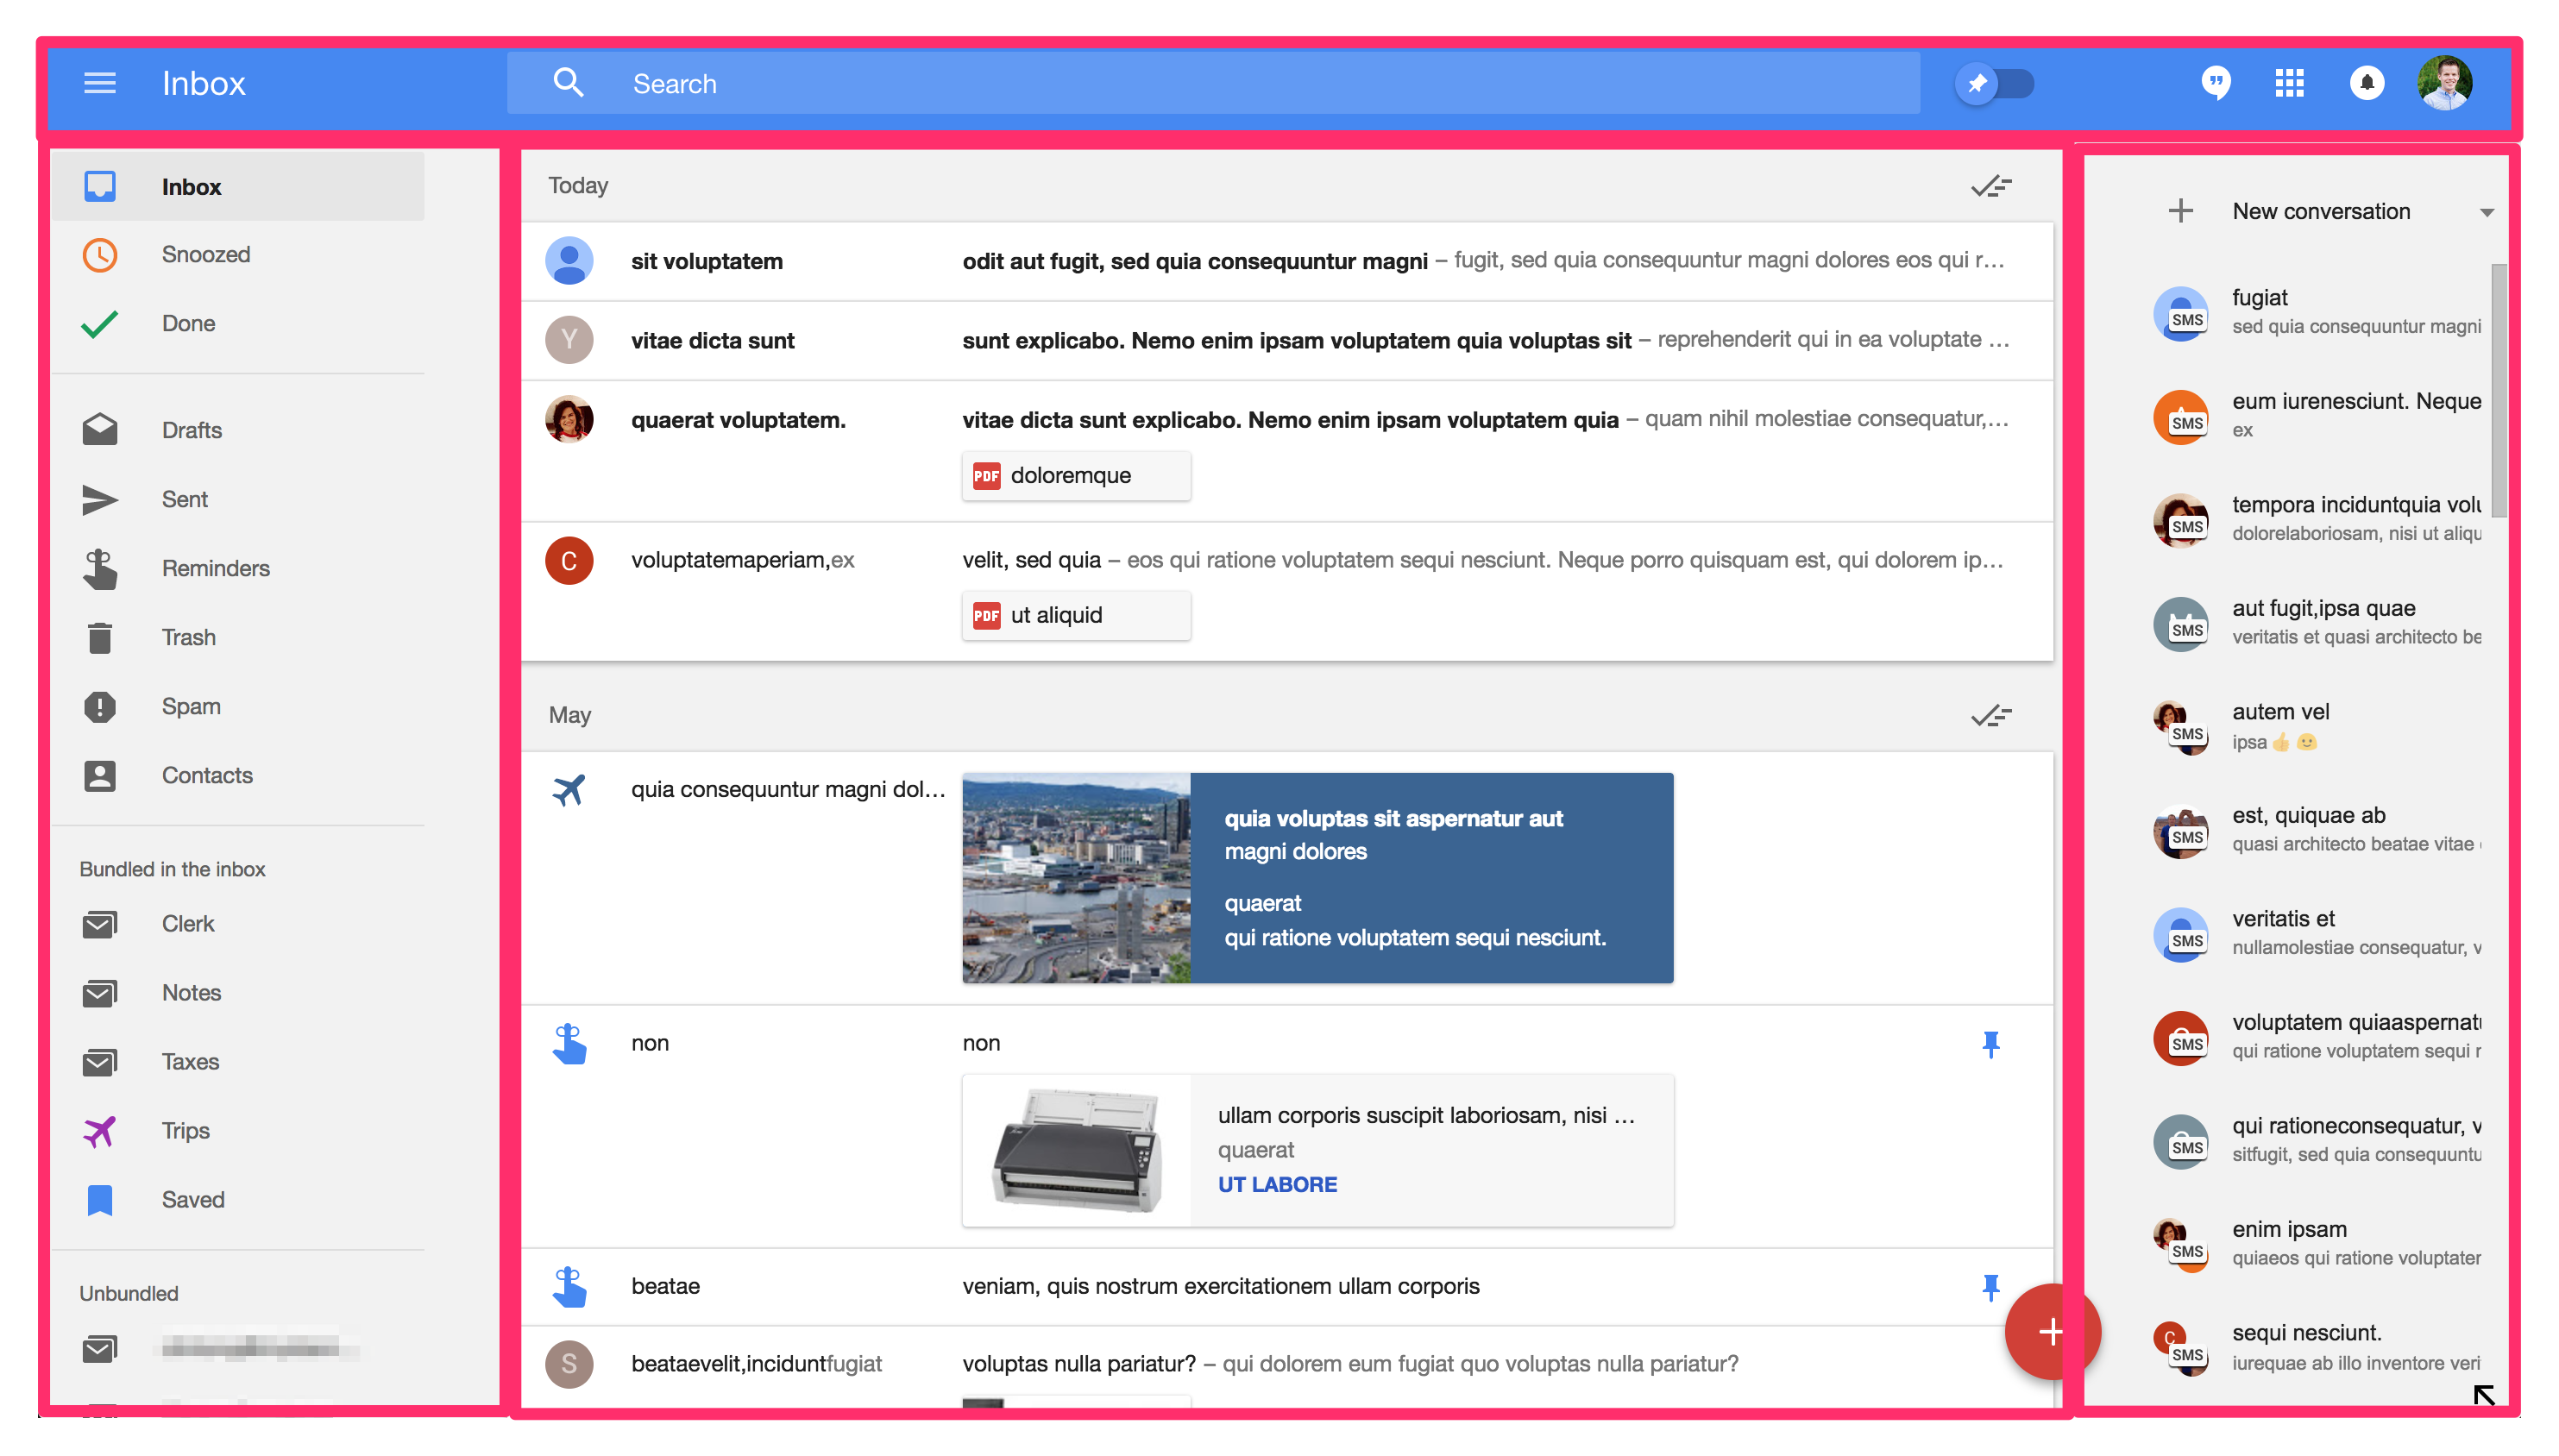 Inbox
Search
Inbox
Snoozed
Done
Drafts
Sent
Reminders
Trash
Spam
Contacts
Bundled in the inbox
Clerk
Notes
Taxes
Trips
Saved
Unbundled
Today
sit voluptatem odit aut fugit, sed quia consequuntur magni – fugit, sed quia consequuntur magni dolores eos qui r...
Y vitae dicta sunt sunt explicabo. Nemo enim ipsam voluptatem quia voluptas sit – reprehenderit qui in ea voluptate ...
quaerat voluptatem. vitae dicta sunt explicabo. Nemo enim ipsam voluptatem quia – quam nihil molestiae consequatur,...
PDF doloremque
C voluptatemaperiam,ex velit, sed quia – eos qui ratione voluptatem sequi nesciunt. Neque porro quisquam est, qui dolorem ip...
PDF ut aliquid
May
quia consequuntur magni dol...
quia voluptas sit aspernatur aut
magni dolores
quaerat
qui ratione voluptatem sequi nesciunt.
non non
ullam corporis suscipit laboriosam, nisi ...
quaerat
UT LABORE
beatae veniam, quis nostrum exercitationem ullam corporis
S beataevelit,inciduntfugiat voluptas nulla pariatur? – qui dolorem eum fugiat quo voluptas nulla pariatur?
New conversation
fugiat
SMS sed quia consequuntur magni
eum iurenesciunt. Neque
SMS ex
tempora inciduntquia volu
SMS dolorelaboriosam, nisi ut aliqu
aut fugit,ipsa quae
SMS veritatis et quasi architecto be
autem vel
SMS ipsa 👍 🙂
est, quiquae ab
SMS quasi architecto beatae vitae
veritatis et
SMS nullamolestiae consequatur, v
voluptatem quiaaspernatu
SMS qui ratione voluptatem sequi r
qui rationeconsequatur, v
SMS sitfugit, sed quia consequuntu
enim ipsam
SMS quiaeos qui ratione voluptater
C sequi nesciunt.
SMS iurequae ab illo inventore veri